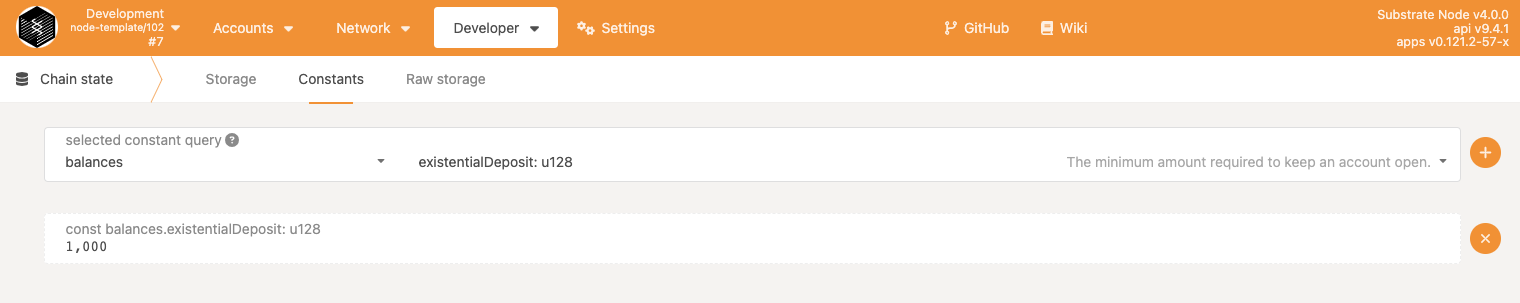 Development
node-template/102
#7
Accounts
Network
Developer
Settings
GitHub
Wiki
Substrate Node v4.0.0
api v9.4.1
apps v0.121.2-57-x
Chain state
Storage
Constants
Raw storage
selected constant query ?
balances
existentialDeposit: u128
The minimum amount required to keep an account open.
const balances.existentialDeposit: u128
1,000